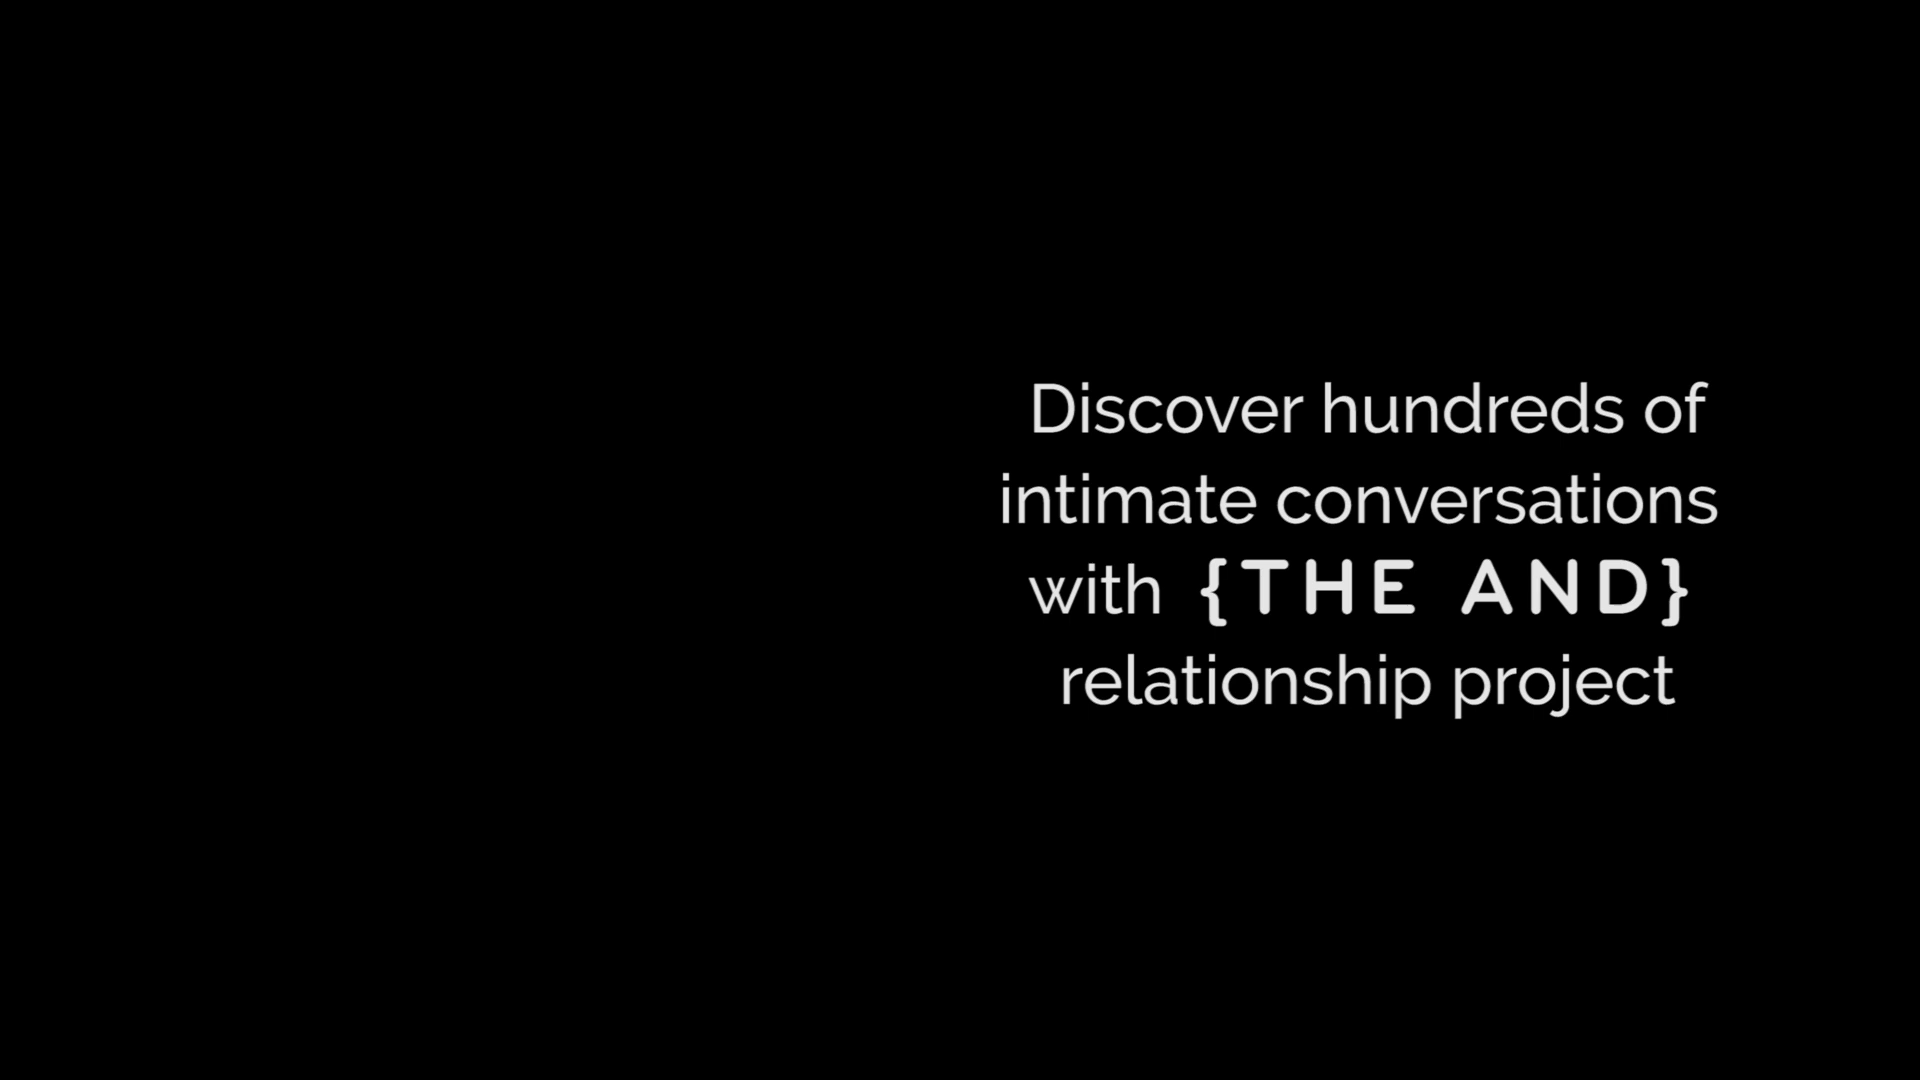 Discover hundreds of
intimate conversations
with {THE AND}
relationship project